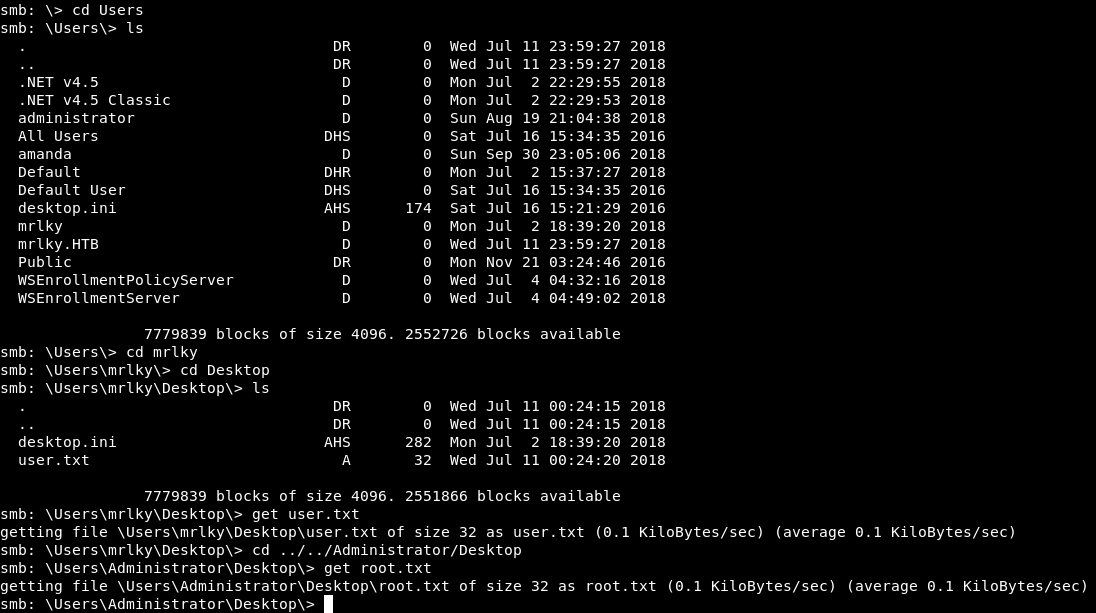 smb: \> cd Users
smb: \Users\> ls
  .                                  DR        0  Wed Jul 11 23:59:27 2018
  ..                                 DR        0  Wed Jul 11 23:59:27 2018
  .NET v4.5                           D        0  Mon Jul  2 22:29:55 2018
  .NET v4.5 Classic                   D        0  Mon Jul  2 22:29:53 2018
  administrator                       D        0  Sun Aug 19 21:04:38 2018
  All Users                         DHS        0  Sat Jul 16 15:34:35 2016
  amanda                              D        0  Sun Sep 30 23:05:06 2018
  Default                           DHR        0  Mon Jul  2 15:37:27 2018
  Default User                      DHS        0  Sat Jul 16 15:34:35 2016
  desktop.ini                       AHS      174  Sat Jul 16 15:21:29 2016
  mrlky                               D        0  Mon Jul  2 18:39:20 2018
  mrlky.HTB                           D        0  Wed Jul 11 23:59:27 2018
  Public                             DR        0  Mon Nov 21 03:24:46 2016
  WSEnrollmentPolicyServer            D        0  Wed Jul  4 04:32:16 2018
  WSEnrollmentServer                  D        0  Wed Jul  4 04:49:02 2018
                7779839 blocks of size 4096. 2552726 blocks available
smb: \Users\> cd mrlky
smb: \Users\mrlky\> cd Desktop
smb: \Users\mrlky\Desktop\> ls
  .                                  DR        0  Wed Jul 11 00:24:15 2018
  ..                                 DR        0  Wed Jul 11 00:24:15 2018
  desktop.ini                       AHS      282  Mon Jul  2 18:39:20 2018
  user.txt                            A       32  Wed Jul 11 00:24:20 2018
                7779839 blocks of size 4096. 2551866 blocks available
smb: \Users\mrlky\Desktop\> get user.txt
getting file \Users\mrlky\Desktop\user.txt of size 32 as user.txt (0.1 KiloBytes/sec) (average 0.1 KiloBytes/sec)
smb: \Users\mrlky\Desktop\> cd ../../Administrator/Desktop
smb: \Users\Administrator\Desktop\> get root.txt
getting file \Users\Administrator\Desktop\root.txt of size 32 as root.txt (0.1 KiloBytes/sec) (average 0.1 KiloBytes/sec)
smb: \Users\Administrator\Desktop\>